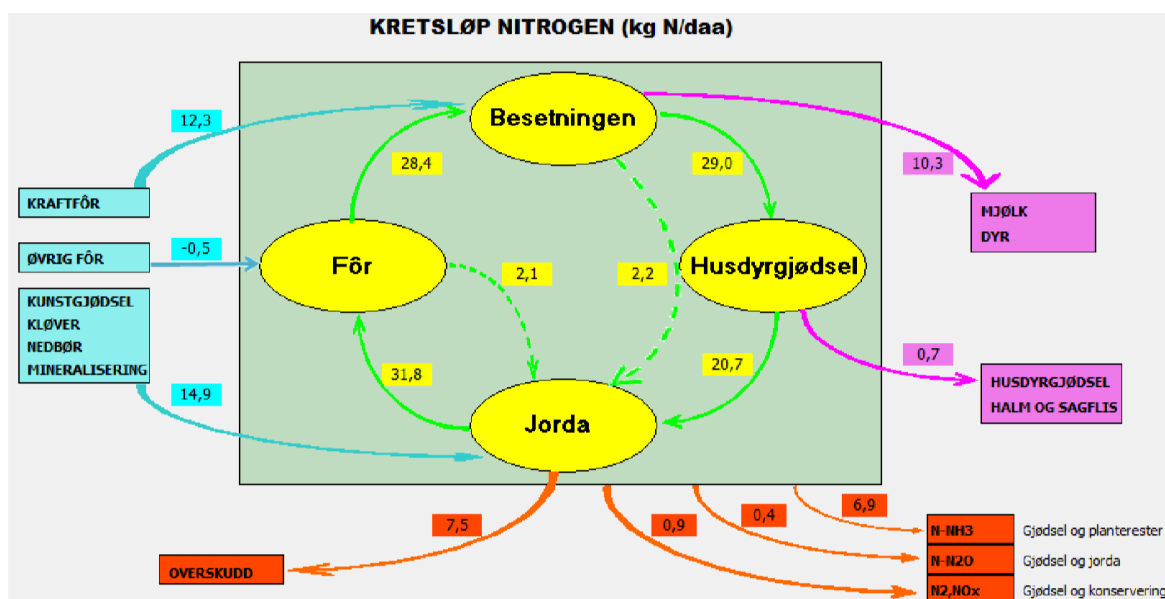 KRETSLØP NITROGEN (kg N/daa)
Besetningen
12,3
28,4
29,0
10,3
KRAFTFÔR
MJØLK
DYR
-0,5
ØVRIG FÔR
Fôr
2,1
2,2
Husdyrgjødsel
KUNSTGJØDSEL
KLØVER
NEDBØR
MINERALISERING
31,8
20,7
0,7
14,9
HUSDYRGJØDSEL
HALM OG SAGFLIS
Jorda
7,5
0,9
0,4
6,9
N-NH3 Gjødsel og planterester
N-N2O Gjødsel og jorda
OVERSKUDD
N2,NOx Gjødsel og konservering